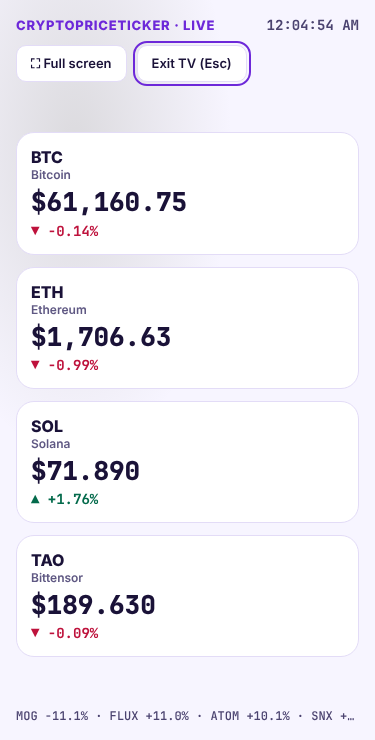 CRYPTOPRICETICKER · LIVE 12:04:54 AM
Full screen Exit TV (Esc)
BTC
Bitcoin
$61,160.75
▼ -0.14%
ETH
Ethereum
$1,706.63
▼ -0.99%
SOL
Solana
$71.890
▲ +1.76%
TAO
Bittensor
$189.630
▼ -0.09%
MOG -11.1% · FLUX +11.0% · ATOM +10.1% · SNX +…